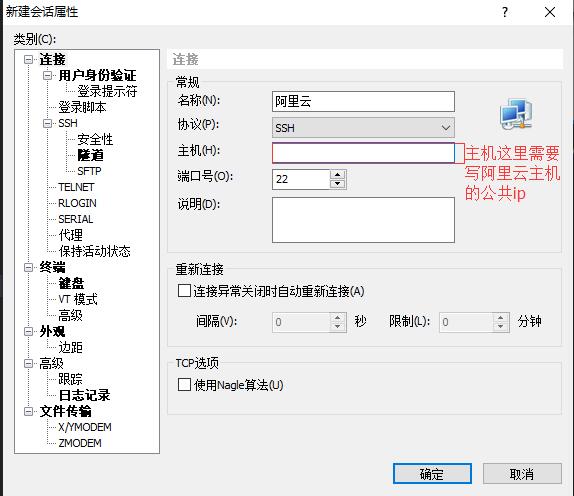 新建会话属性
类别(C):
连接
用户身份验证
登录提示符
登录脚本
SSH
安全性
隧道
SFTP
TELNET
RLOGIN
SERIAL
代理
保持活动状态
终端
键盘
VT 模式
高级
外观
边距
高级
跟踪
日志记录
文件传输
X/YMODEM
ZMODEM
连接
常规
名称(N): 阿里云
协议(P): SSH
主机(H):
端口号(O): 22
说明(D):
主机这里需要
写阿里云主机
的公共ip
重新连接
连接异常关闭时自动重新连接(A)
间隔(V): 0 秒 限制(L): 0 分钟
TCP选项
使用Nagle算法(U)
确定 取消